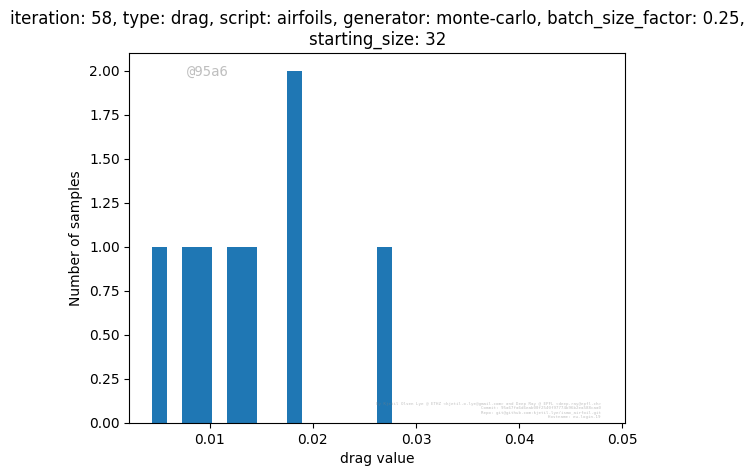 iteration: 58, type: drag, script: airfoils, generator: monte-carlo, batch_size_factor: 0.25,
starting_size: 32
@95a6
2.00
1.75
1.50
1.25
1.00
0.75
0.50
0.25
0.00
Number of samples
0.01
0.02
0.03
0.04
0.05
drag value